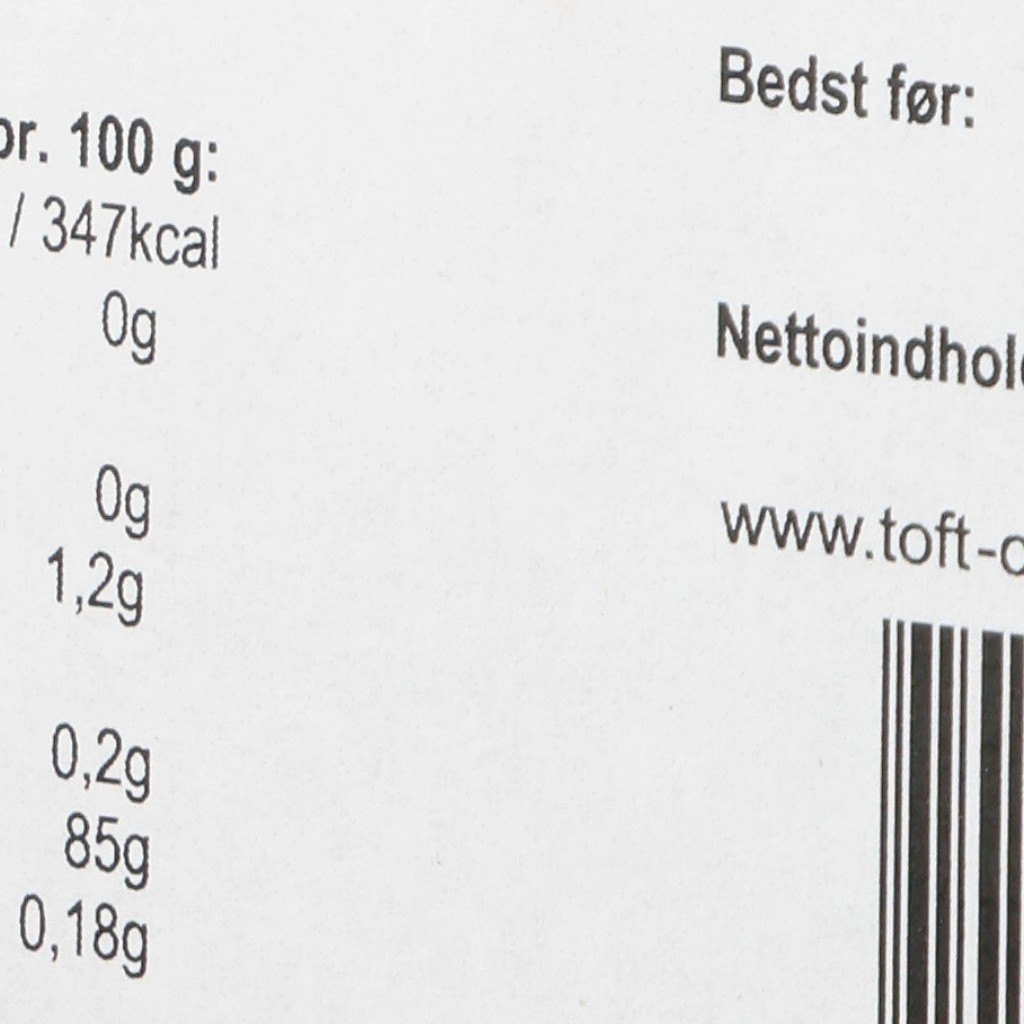 pr. 100 g:
/ 347kcal
0g
0g
1,2g
0,2g
85g
0,18g
Bedst før:
Nettoindhol
www.toft-